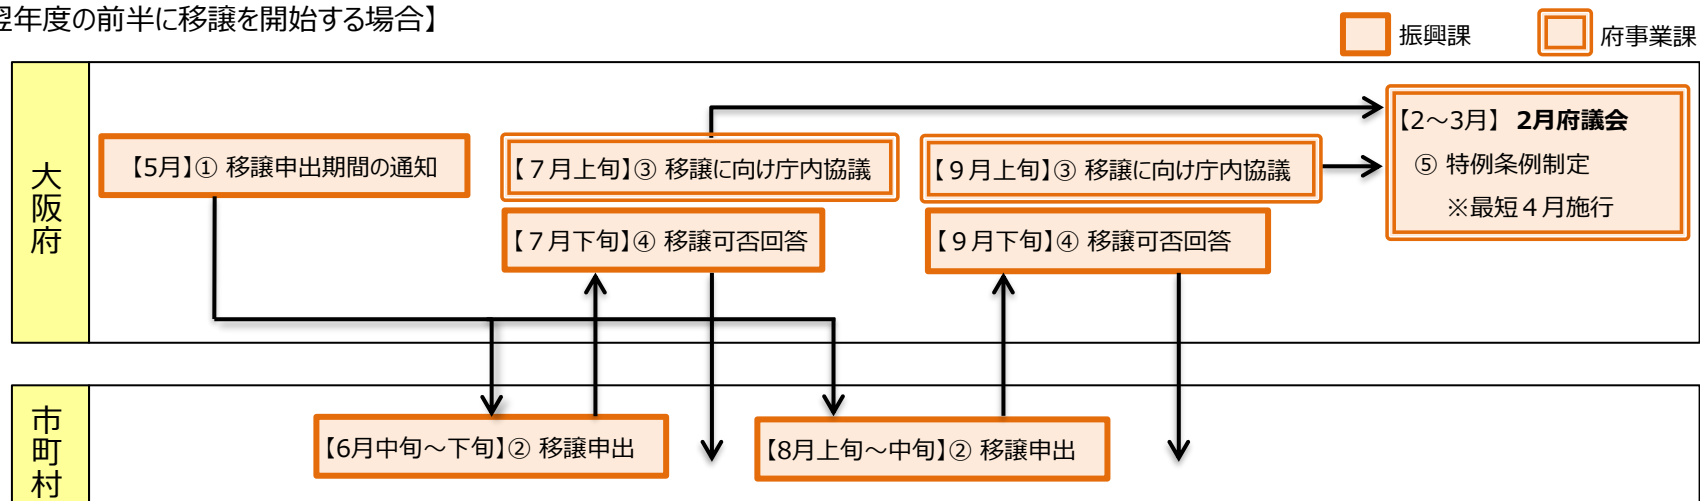 翌年度の前半に移譲を開始する場合】
振興課
府事業課
大阪府
【5月】① 移譲申出期間の通知
【７月上旬】③ 移譲に向け庁内協議
【９月上旬】③ 移譲に向け庁内協議
【2～3月】 2月府議会
⑤ 特例条例制定
※最短４月施行
【７月下旬】④ 移譲可否回答
【９月下旬】④ 移譲可否回答
市町村
【6月中旬～下旬】② 移譲申出
【8月上旬～中旬】② 移譲申出